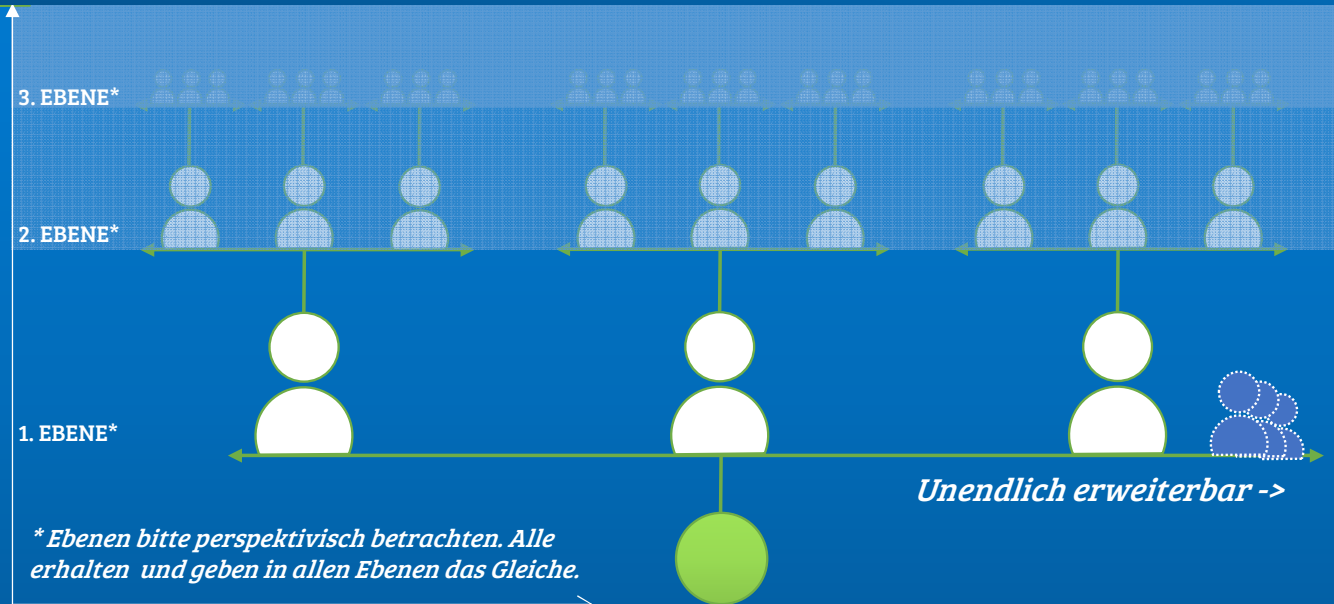 3. EBENE*
2. EBENE*
1. EBENE*
Unendlich erweiterbar ->
* Ebenen bitte perspektivisch betrachten. Alle
erhalten und geben in allen Ebenen das Gleiche.